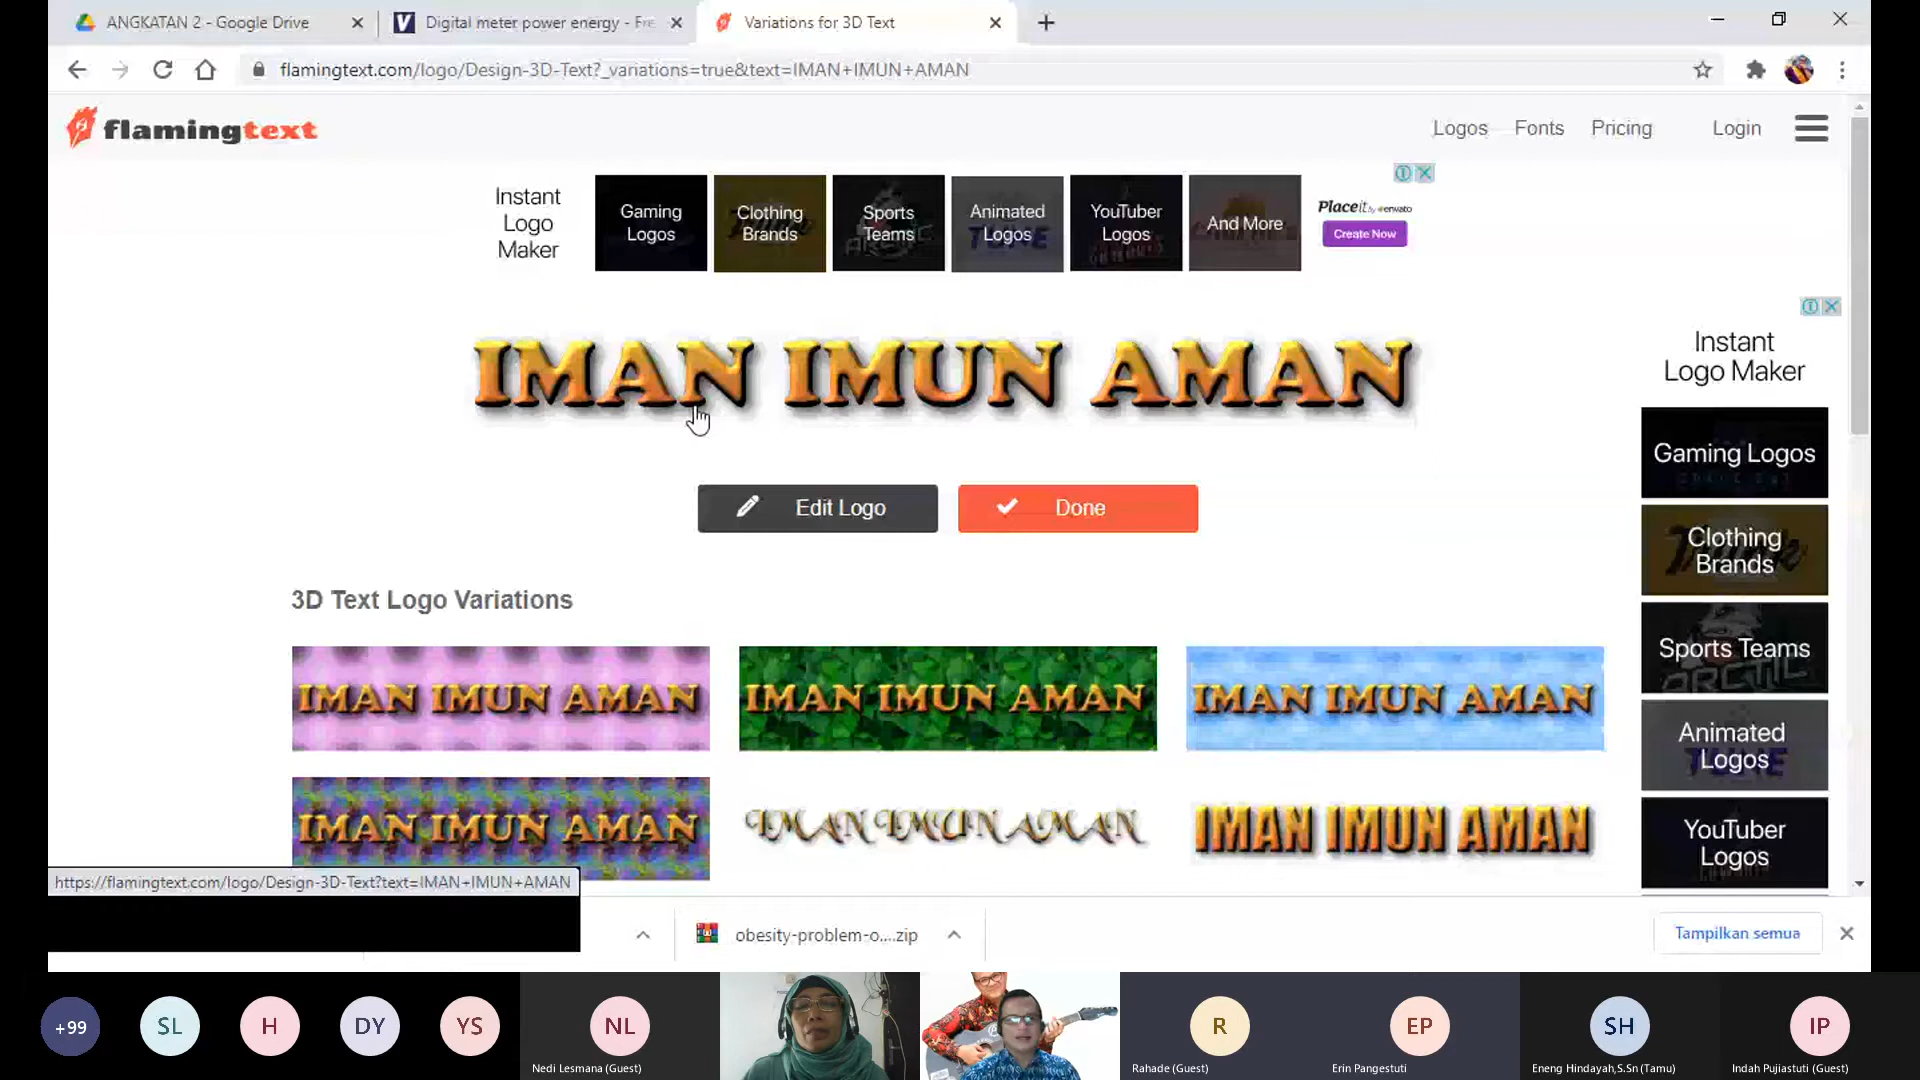 ANGKATAN 2 - Google Drive
Digital meter power energy - Fre
Variations for 3D Text
flamingtext.com/logo/Design-3D-Text?_variations=true&text=IMAN+IMUN+AMAN
flamingtext
Logos
Fonts
Pricing
Login
Instant
Logo
Maker
Gaming
Logos
Clothing
Brands
Sports
Teams
Animated
Logos
YouTuber
Logos
And More
Placeit by envato
Create Now
IMAN IMUN AMAN
Instant
Logo Maker
Gaming Logos
Clothing
Brands
Sports Teams
ARCTIC
Animated
Logos
YouTuber
Logos
Edit Logo
Done
3D Text Logo Variations
IMAN IMUN AMAN
IMAN IMUN AMAN
IMAN IMUN AMAN
IMAN IMUN AMAN
IMAN IMUN AMAN
IMAN IMUN AMAN
https://flamingtext.com/logo/Design-3D-Text?text=IMAN+IMUN+AMAN
obesity-problem-o....zip
Tampilkan semua
+99
SL
H
DY
YS
NL
Nedi Lesmana (Guest)
R
Rahade (Guest)
EP
Erin Pangestuti
SH
Eneng Hindayah,S.Sn (Tamu)
IP
Indah Pujiastuti (Guest)